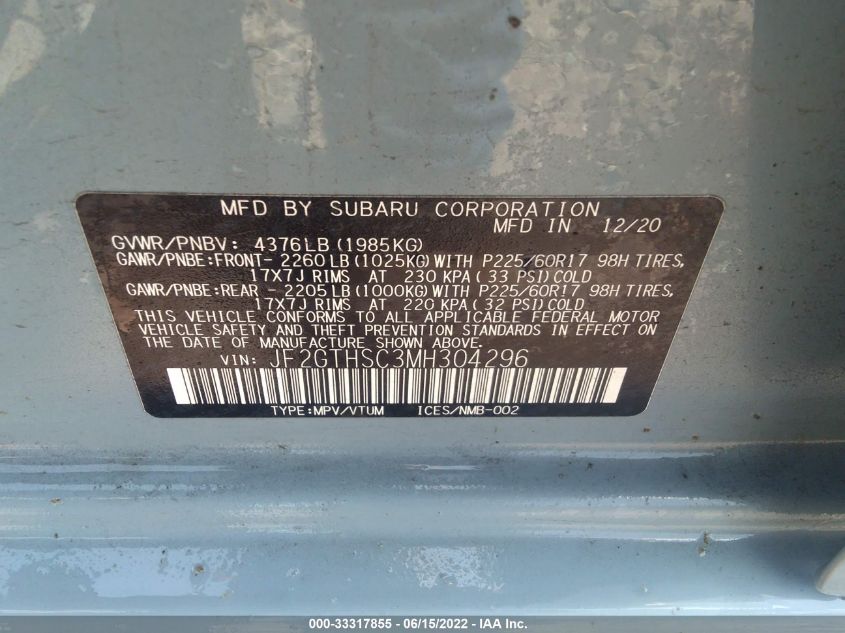 MFD BY SUBARU CORPORATION
MFD IN 12/20
GVWR/PNBV: 4376LB (1985KG)
GAWR/PNBE:FRONT- 2260LB (1025KG) WITH P225/60R17 98H TIRES,
17X7J RIMS AT 230 KPA (33 PSI) COLD
GAWR/PNBE:REAR - 2205LB (1000KG) WITH P225/60R17 98H TIRES,
17X7J RIMS AT 220 KPA (32 PSI) COLD
THIS VEHICLE CONFORMS TO ALL APPLICABLE FEDERAL MOTOR
VEHICLE SAFETY AND THEFT PREVENTION STANDARDS IN EFFECT ON
THE DATE OF MANUFACTURE SHOWN ABOVE.
VIN: JF2GTHSC3MH304296
TYPE:MPV/VTUM ICES/NMB-002
000-33317855 - 06/15/2022 - IAA Inc.